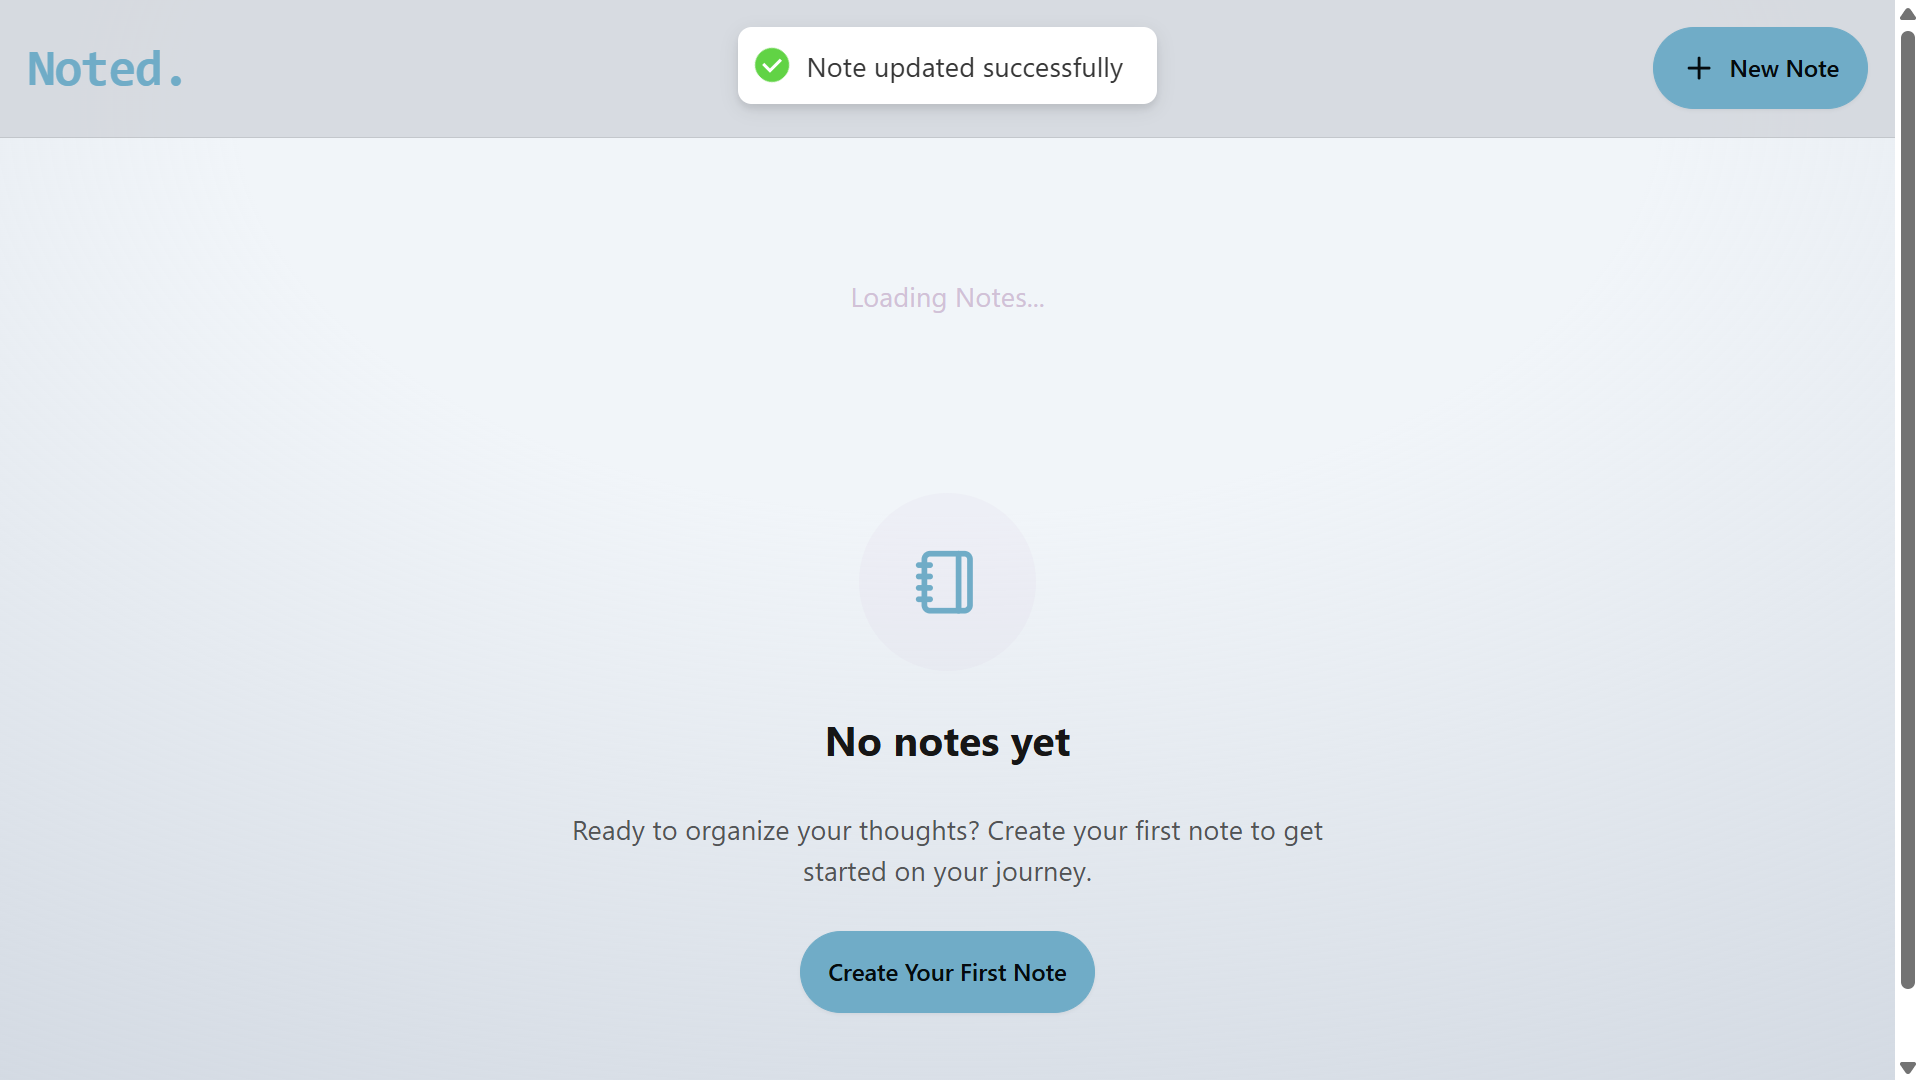 Noted.
Note updated successfully
New Note
Loading Notes...
No notes yet
Ready to organize your thoughts? Create your first note to get
started on your journey.
Create Your First Note